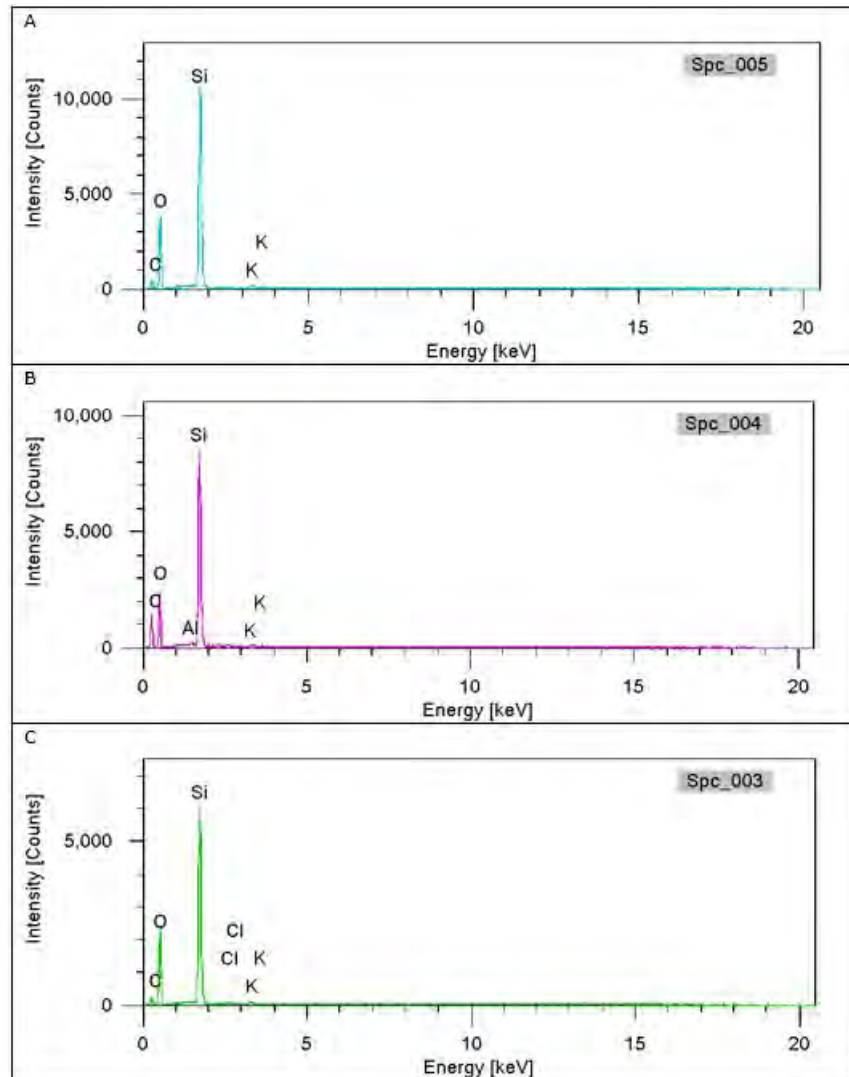 A
Spc_005
Si
10,000
Intensity [Counts]
5,000
O
K
C
K
0
0 5 10 15 20
Energy [keV]
B
10,000
Spc_004
Si
Intensity [Counts]
5,000
O
C
K
Al
K
0
0 5 10 15 20
Energy [keV]
C
Spc_003
Si
Intensity [Counts]
5,000
O
Cl
Cl K
C
K
0
0 5 10 15 20
Energy [keV]